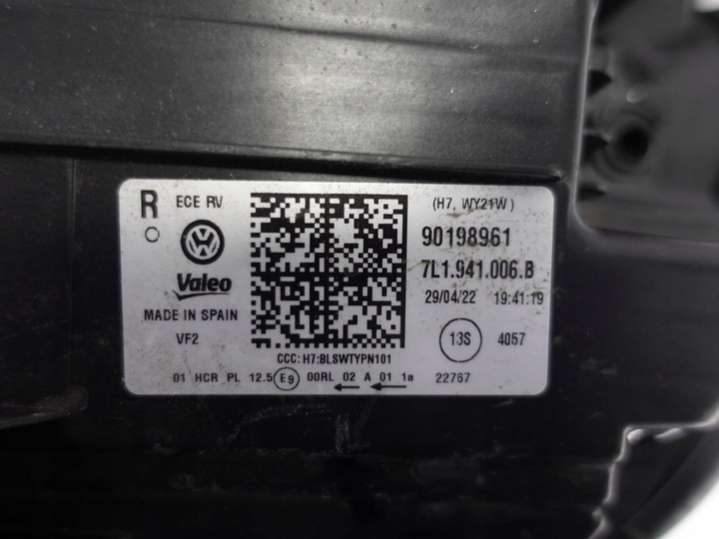 R ECE RV (H7, WY21W)
90198961
Valeo 7L1.941.006.B
29/04/22 19:41:19
MADE IN SPAIN
VF2 13S 4057
CCC: H7:BLSWTYPN101
01 HCR PL 12.5 E9 00RL 02 A 01 1a 22767